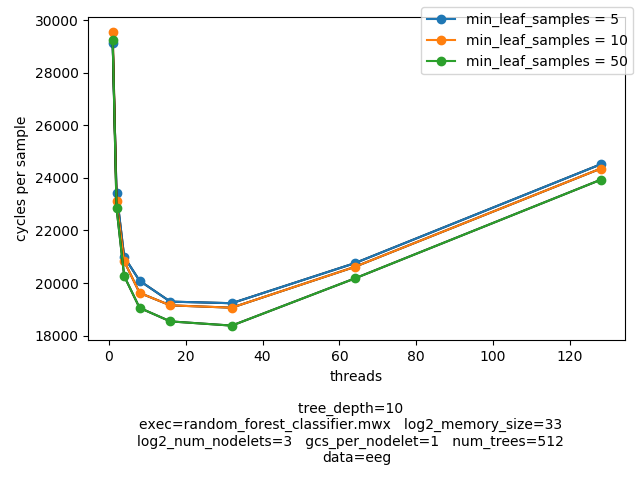 min_leaf_samples = 5
min_leaf_samples = 10
min_leaf_samples = 50
30000
28000
26000
24000
22000
20000
18000
cycles per sample
0 20 40 60 80 100 120
threads
tree_depth=10
exec=random_forest_classifier.mwx log2_memory_size=33
log2_num_nodelets=3 gcs_per_nodelet=1 num_trees=512
data=eeg